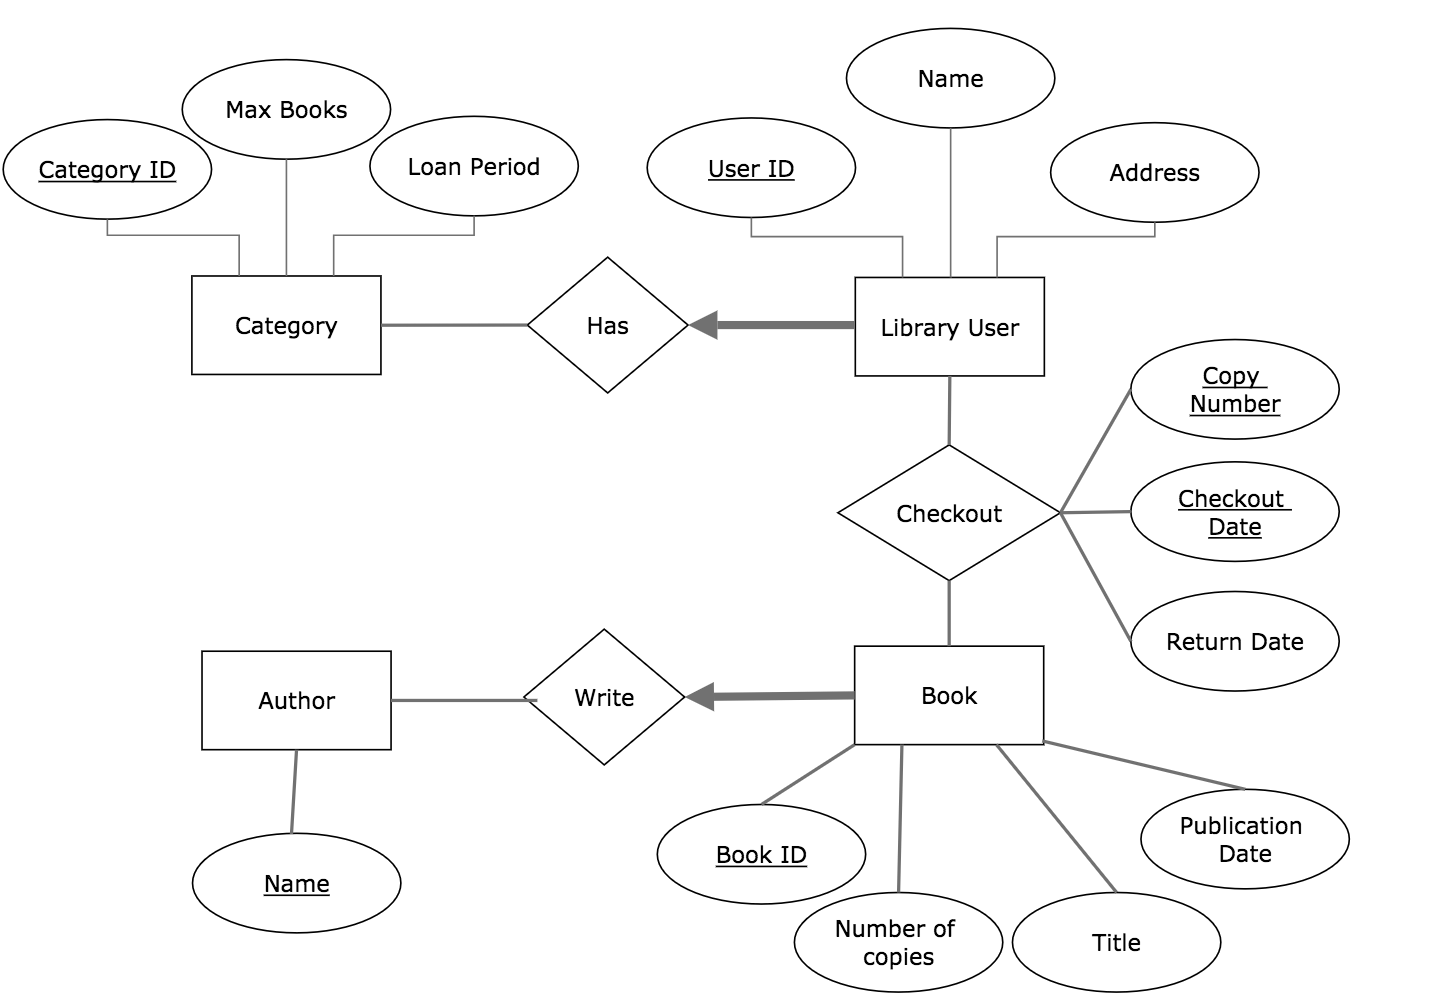 Name
Max Books
Category ID
Loan Period
User ID
Address
Category
Has
Library User
Copy
Number
Checkout
Date
Checkout
Return Date
Author
Write
Book
Name
Book ID
Number of
copies
Title
Publication
Date